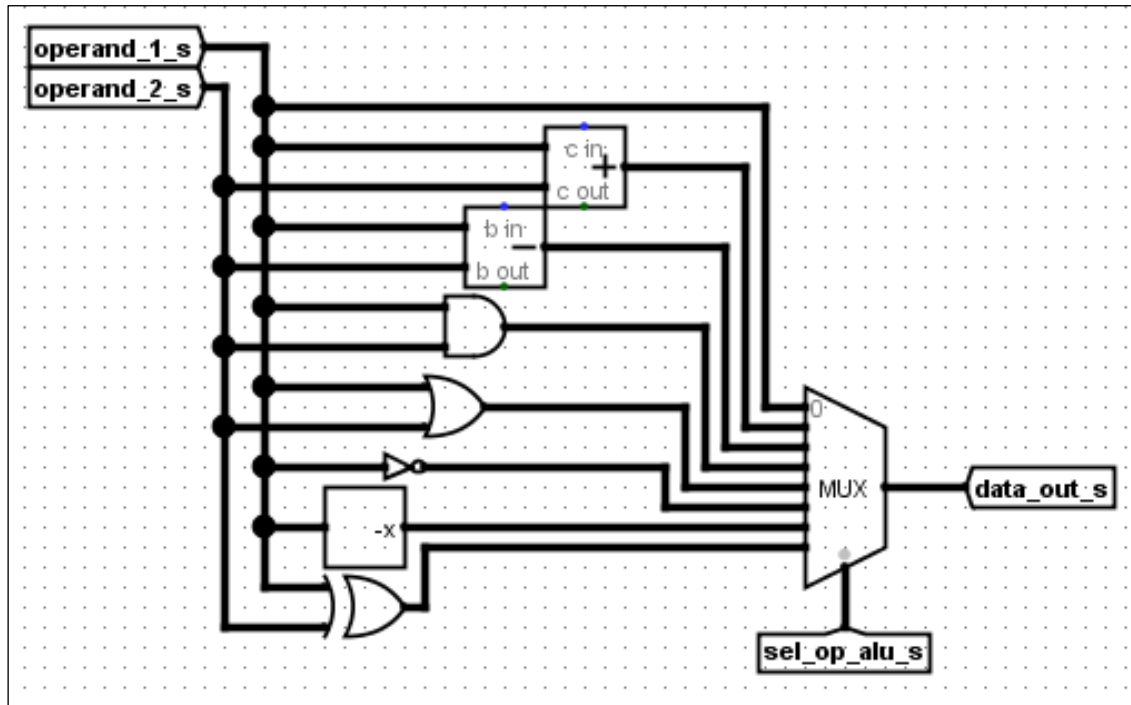 operand_1_s
operand_2_s
c in
+
c out
b in
−
b out
0
MUX
data_out_s
-x
sel_op_alu_s